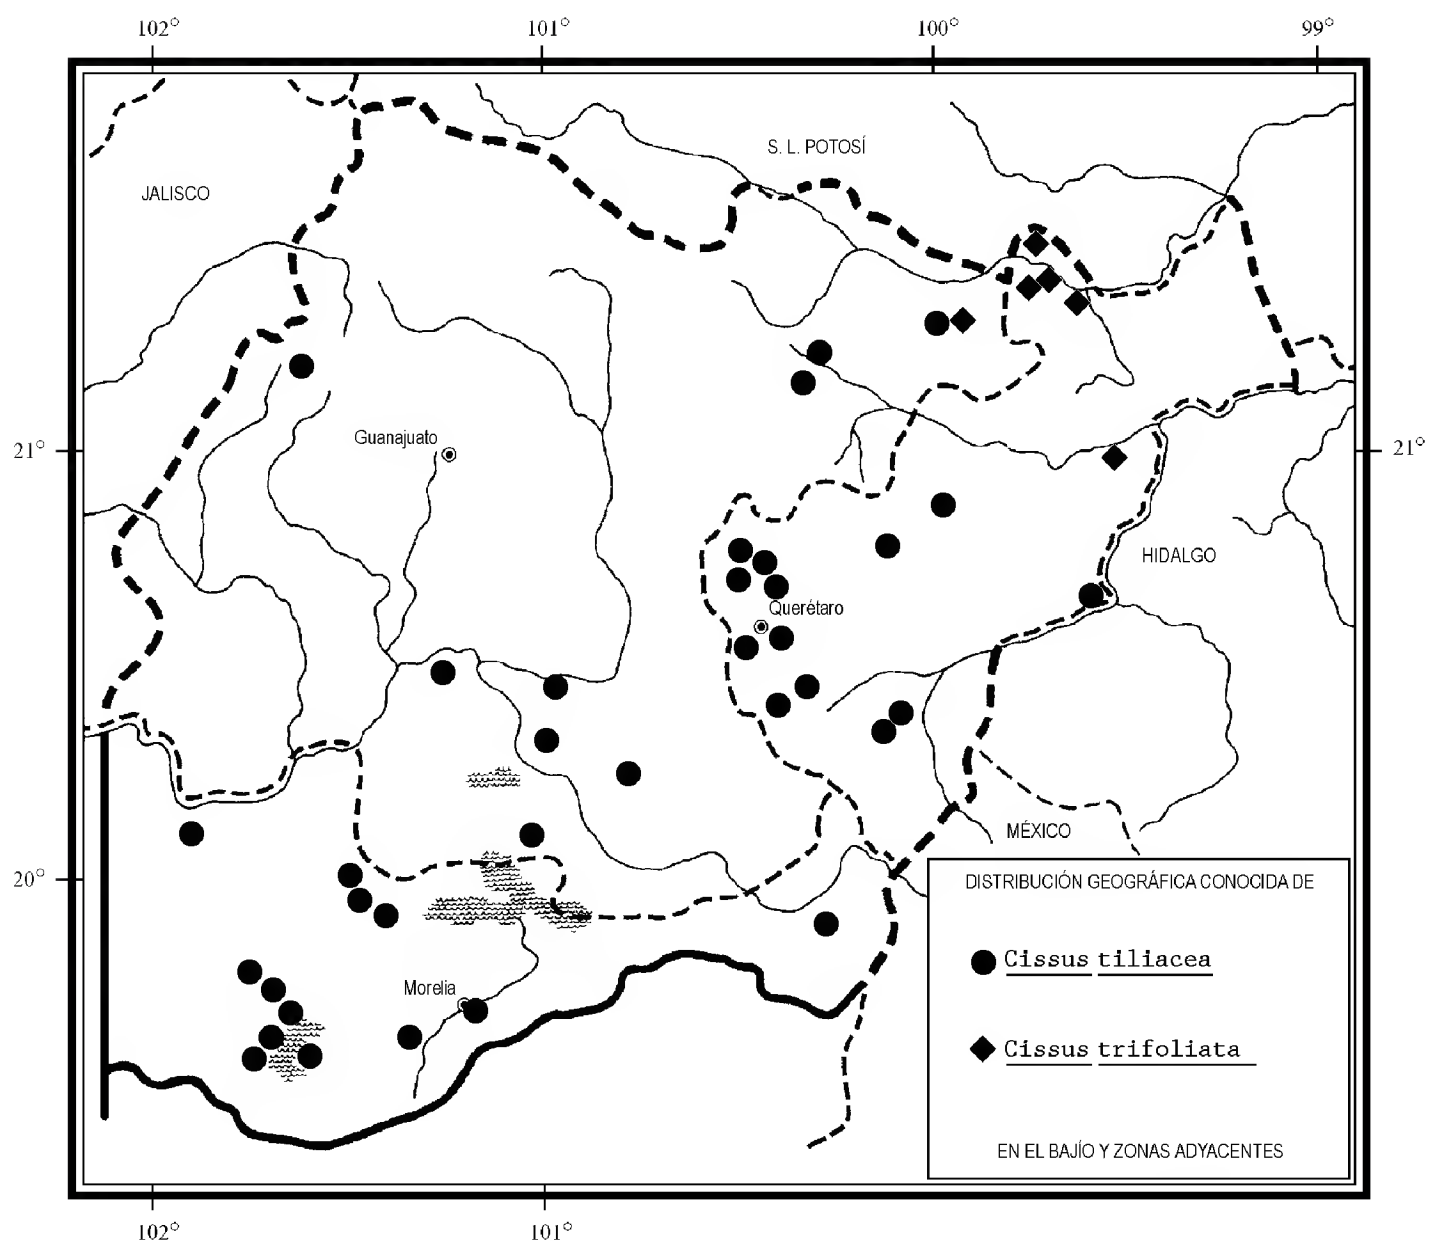 102° 101° 100° 99°
S. L. POTOSÍ
JALISCO
Guanajuato
21° 21°
HIDALGO
Querétaro
MÉXICO
20°
DISTRIBUCIÓN GEOGRÁFICA CONOCIDA DE
Cissus tiliacea
Morelia
Cissus trifoliata
EN EL BAJÍO Y ZONAS ADYACENTES
102° 101°